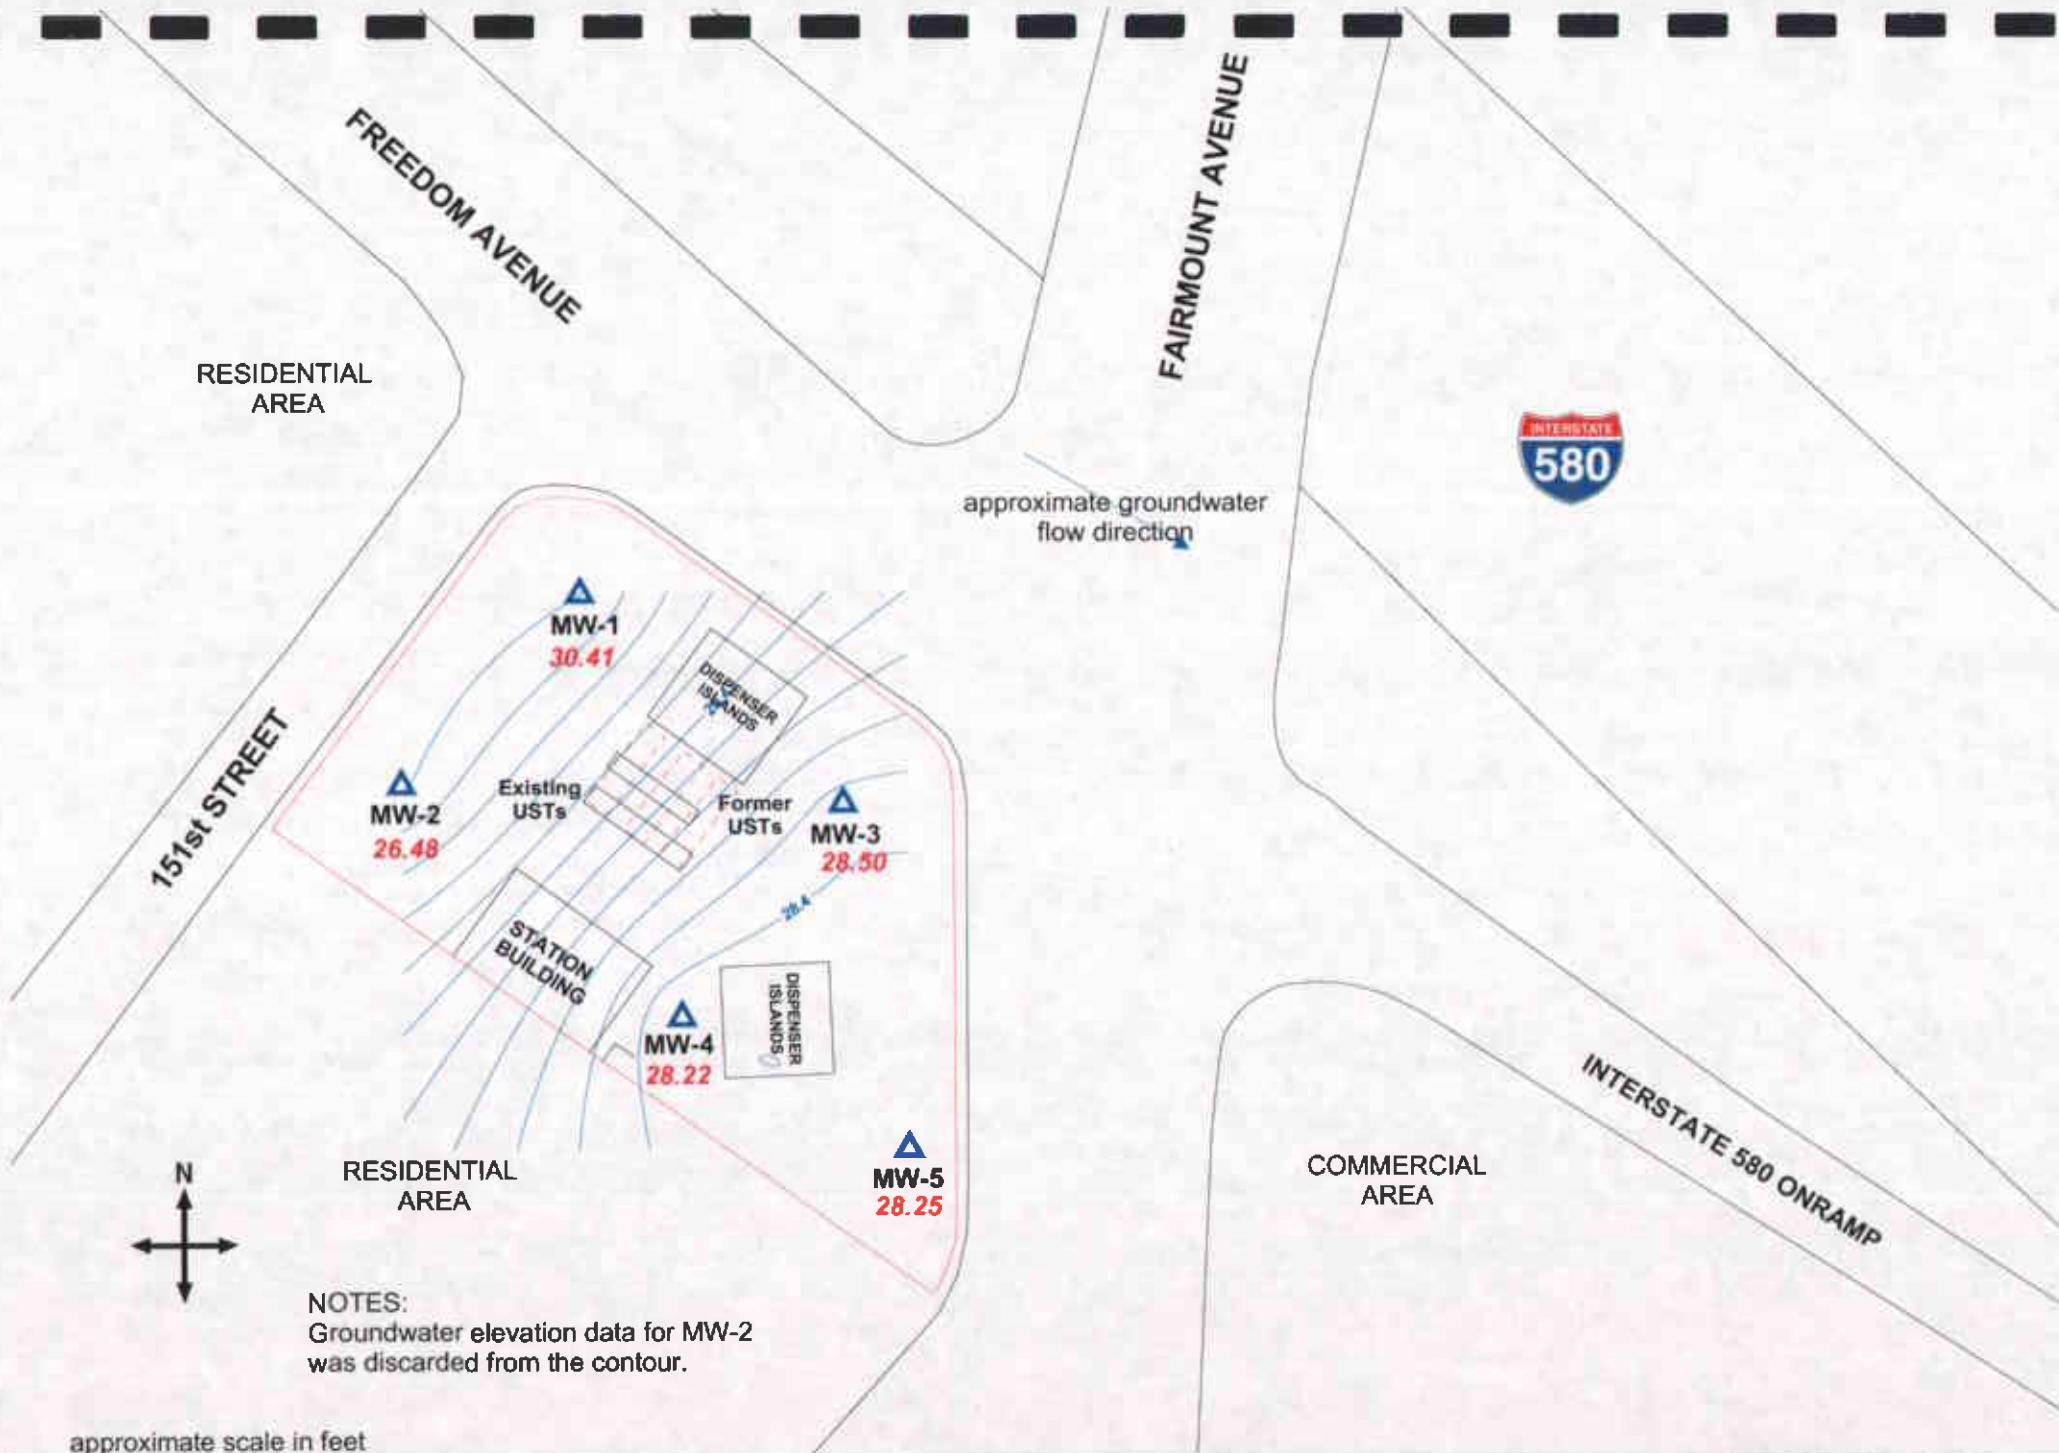 FREEDOM AVENUE
FAIRMOUNT AVENUE
RESIDENTIAL
AREA
INTERSTATE
580
approximate groundwater
flow direction
MW-1
30.41
DISPENSER
ISLANDS
151st STREET
MW-2
26.48
Existing
USTs
Former
USTs
MW-3
28.50
28.4
STATION
BUILDING
DISPENSER
ISLANDS
MW-4
28.22
MW-5
28.25
RESIDENTIAL
AREA
COMMERCIAL
AREA
INTERSTATE 580 ONRAMP
N
NOTES:
Groundwater elevation data for MW-2
was discarded from the contour.
approximate scale in feet